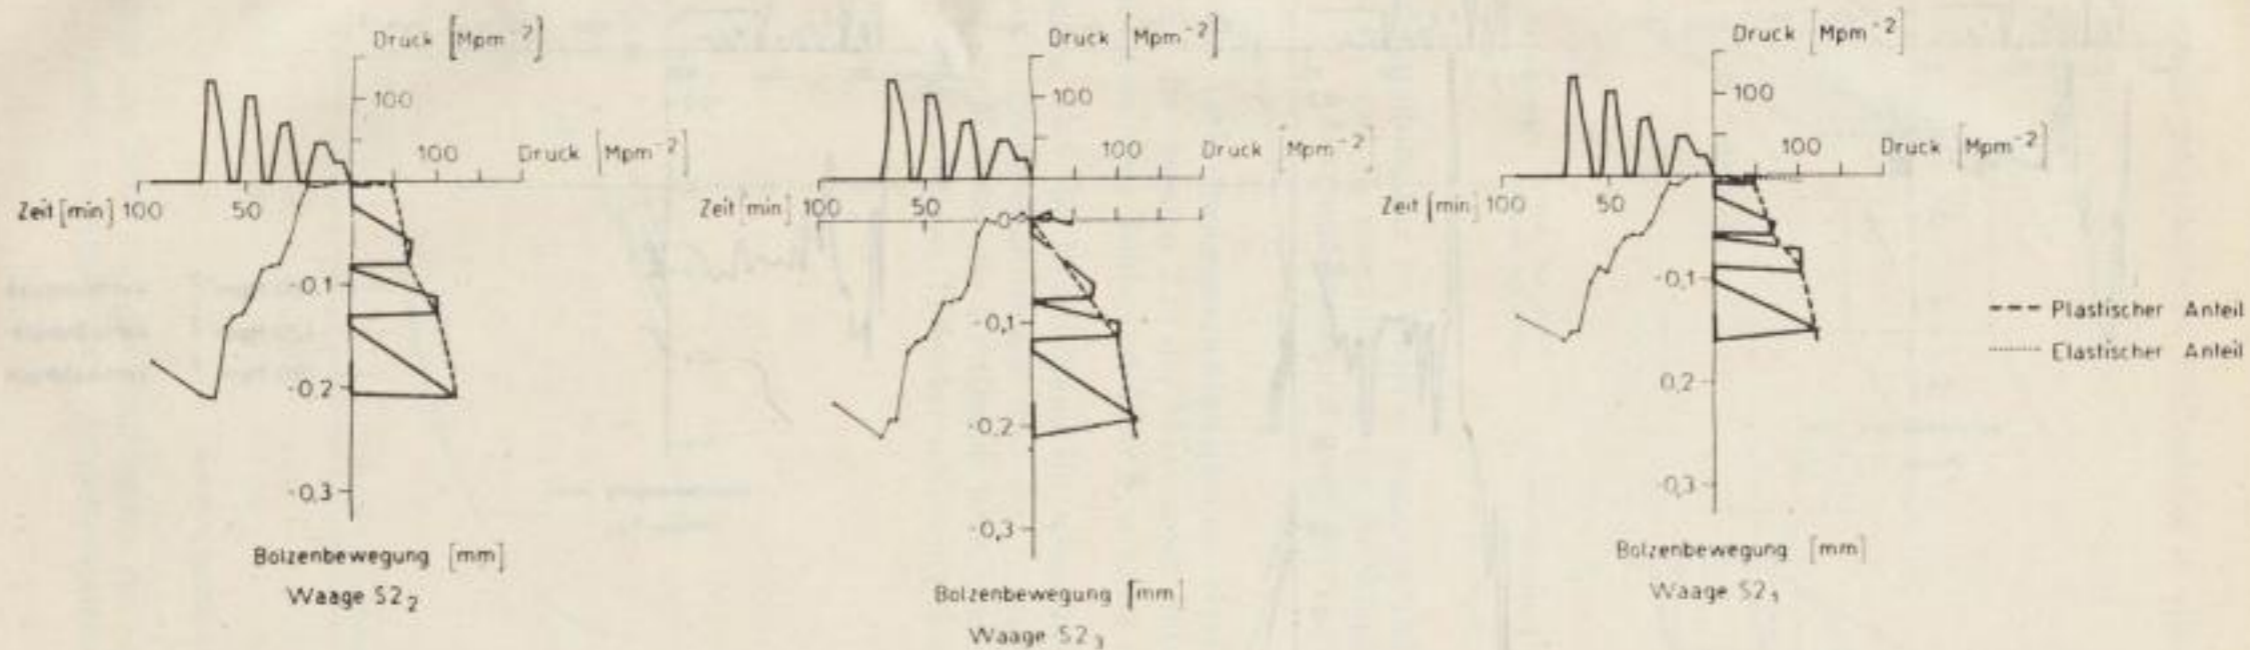 Druck [Mpm⁻²]
100
100 Druck [Mpm⁻²]
Zeit [min] 100 50
-0.1
-0.2
-0.3
Bolzenbewegung [mm]
Waage S2₂
Druck [Mpm⁻²]
100
100 Druck [Mpm⁻²]
Zeit [min] 100 50
0
-0,1
-0,2
-0,3
Bolzenbewegung [mm]
Waage S2₃
Druck [Mpm⁻²]
100
100 Druck [Mpm⁻²]
Zeit [min] 100 50
-0,1
0,2
-0,3
Bolzenbewegung [mm]
Waage S2₁
Plastischer Anteil
Elastischer Anteil